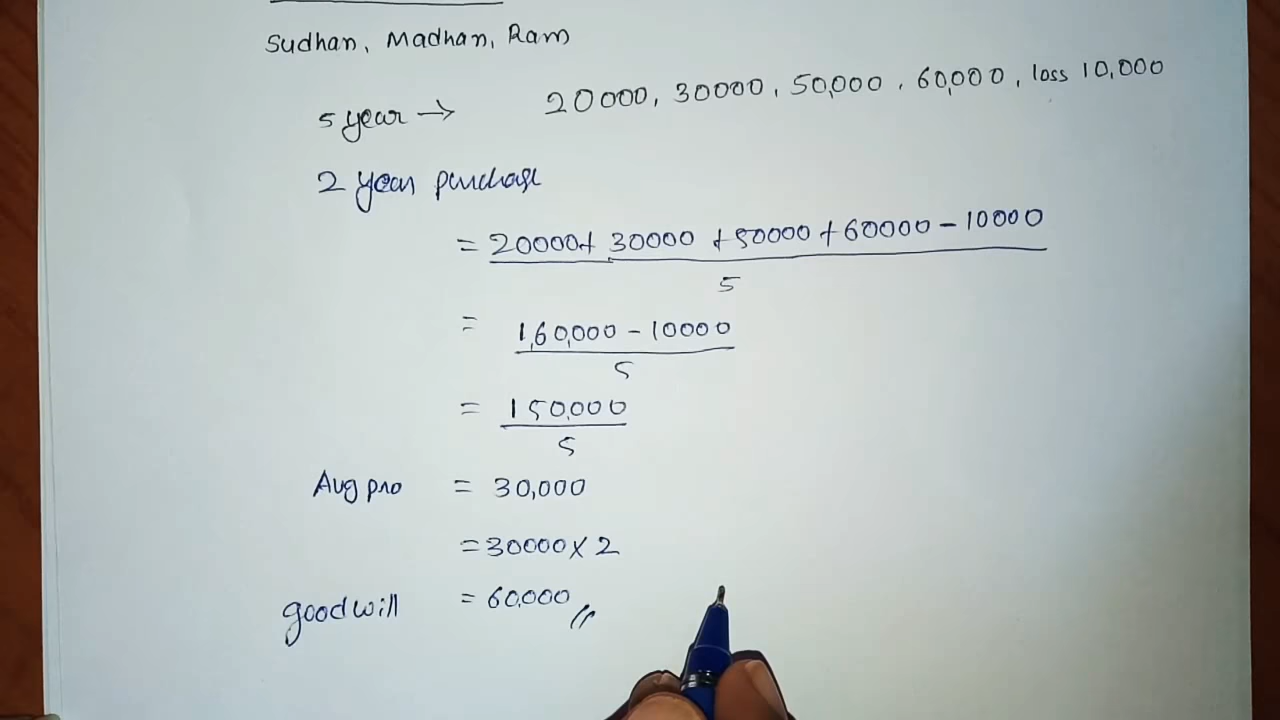 Sudhan, Madhan, Ram
5 year → 20000, 30000, 50,000, 60,000, loss 10,000
2 year purchase
= 20000+ 30000 +50000+60000-10000
5
= 1,60,000 - 10000
5
= 150,000
5
Avg pro = 30,000
=30000×2
goodwill = 60,000 //